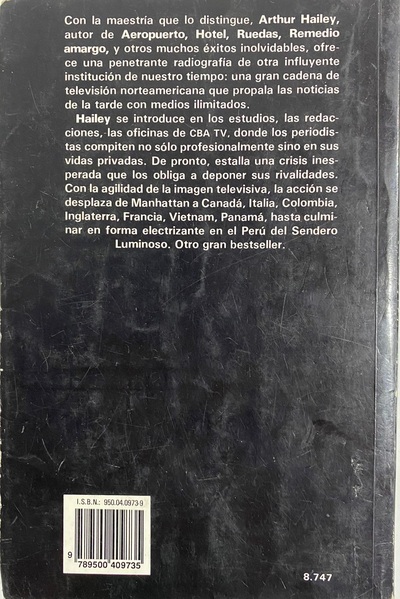 Con la maestría que lo distingue, Arthur Hailey,
autor de Aeropuerto, Hotel, Ruedas, Remedio
amargo, y otros muchos éxitos inolvidables, ofre-
ce una penetrante radiografía de otra influyente
institución de nuestro tiempo: una gran cadena de
televisión norteamericana que propala las noticias
de la tarde con medios ilimitados.
Hailey se introduce en los estudios, las redac-
ciones, las oficinas de CBA TV, donde los periodis-
tas compiten no sólo profesionalmente sino en sus
vidas privadas. De pronto, estalla una crisis ines-
perada que los obliga a deponer sus rivalidades.
Con la agilidad de la imagen televisiva, la acción se
desplaza de Manhattan a Canadá, Italia, Colombia,
Inglaterra, Francia, Vietnam, Panamá, hasta culmi-
nar en forma electrizante en el Perú del Sendero
Luminoso. Otro gran bestseller.
I.S.B.N.: 950.04.0973-9
9 789500 409735
8.747